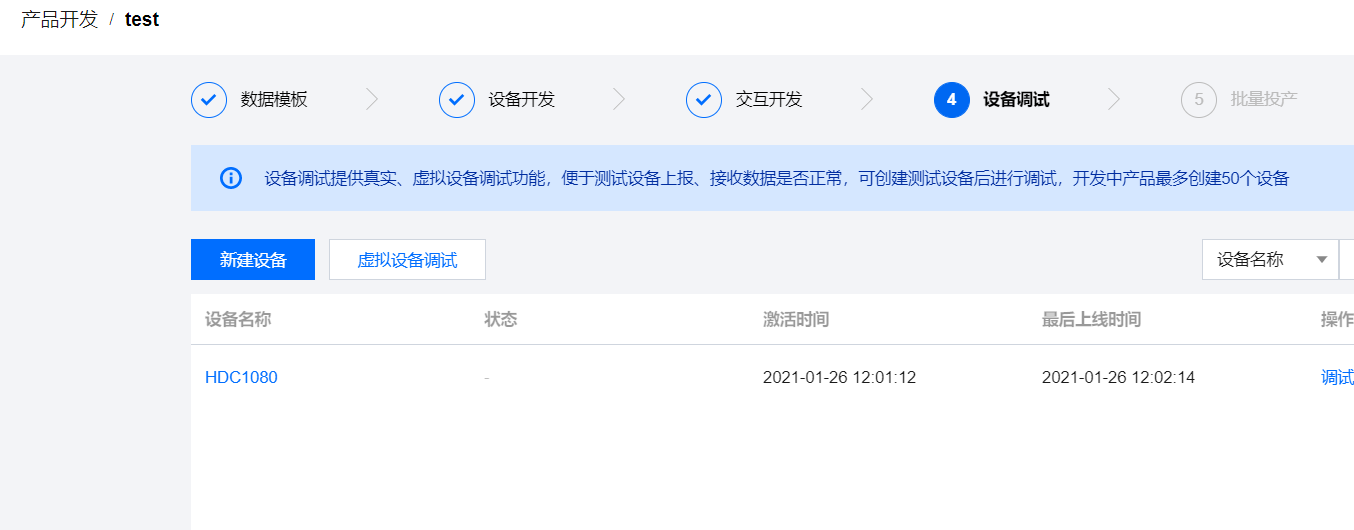 产品开发 / test
数据模板 设备开发 交互开发 4 设备调试 5 批量投产
设备调试提供真实、虚拟设备调试功能，便于测试设备上报、接收数据是否正常，可创建测试设备后进行调试，开发中产品最多创建50个设备
新建设备 虚拟设备调试 设备名称
设备名称 状态 激活时间 最后上线时间 操作
HDC1080 - 2021-01-26 12:01:12 2021-01-26 12:02:14 调试